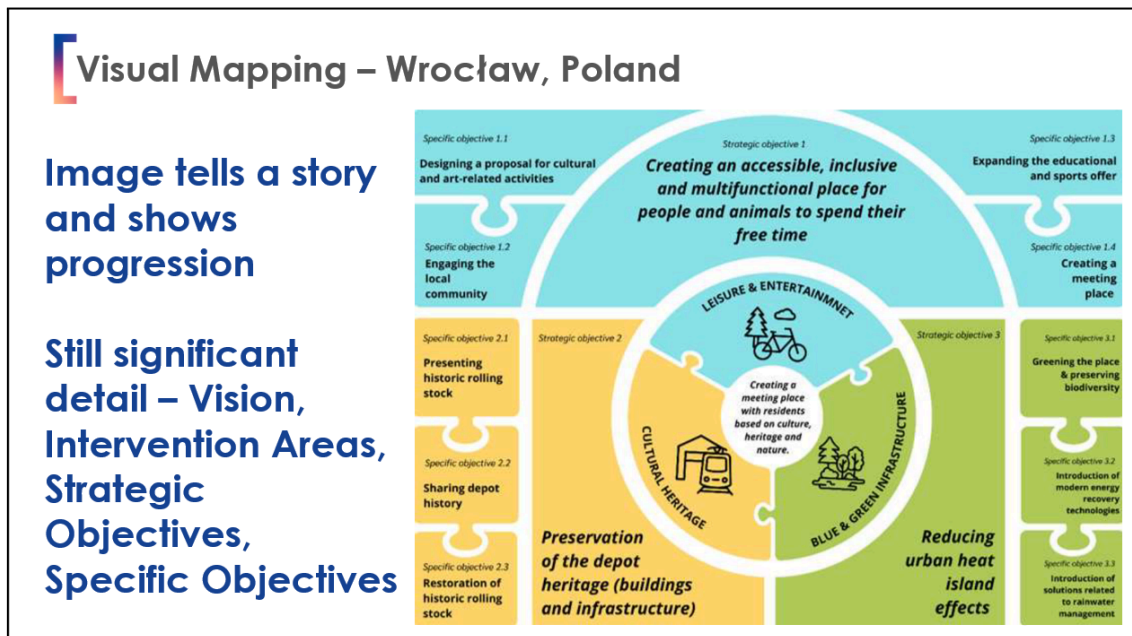 Visual Mapping – Wrocław, Poland
Image tells a story
and shows
progression
Still significant
detail – Vision,
Intervention Areas,
Strategic
Objectives,
Specific Objectives
Specific objective 1.1
Designing a proposal for cultural
and art-related activities
Specific objective 1.2
Engaging the
local
community
Strategic objective 1
Creating an accessible, inclusive
and multifunctional place for
people and animals to spend their
free time
Specific objective 1.3
Expanding the educational
and sports offer
Specific objective 1.4
Creating a
meeting
place
LEISURE & ENTERTAINMNET
Creating a
meeting place
with residents
based on culture,
heritage and
nature.
CULTURAL HERITAGE
BLUE & GREEN INFRASTRUCTURE
Specific objective 2.1
Presenting
historic rolling
stock
Specific objective 2.2
Sharing depot
history
Specific objective 2.3
Restoration of
historic rolling
stock
Strategic objective 2
Preservation
of the depot
heritage (buildings
and infrastructure)
Strategic objective 3
Reducing
urban heat
island
effects
Specific objective 3.1
Greening the place
& preserving
biodiversity
Specific objective 3.2
Introduction of
modern energy
recovery
technologies
Specific objective 3.3
Introduction of
solutions related
to rainwater
management